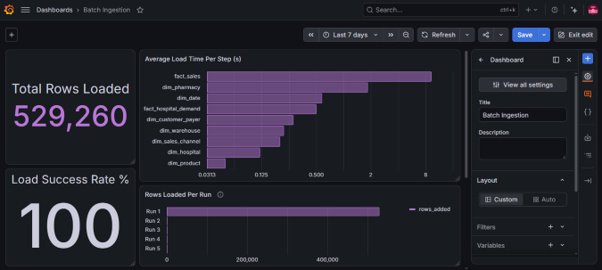 Dashboards › Batch Ingestion
Search...
ctrl+k
Last 7 days
Refresh
Save
Exit edit
Total Rows Loaded
529,260
Load Success Rate %
100
Average Load Time Per Step (s)
fact_sales
dim_pharmacy
dim_date
fact_hospital_demand
dim_customer_payer
dim_warehouse
dim_sales_channel
dim_hospital
dim_product
0.0313 0.125 0.500 2 8
Rows Loaded Per Run
Run 1
Run 2
Run 3
Run 4
Run 5
0 200,000 400,000
rows_added
Dashboard
View all settings
Title
Batch Ingestion
Description
Layout
Custom
Auto
Filters
Variables